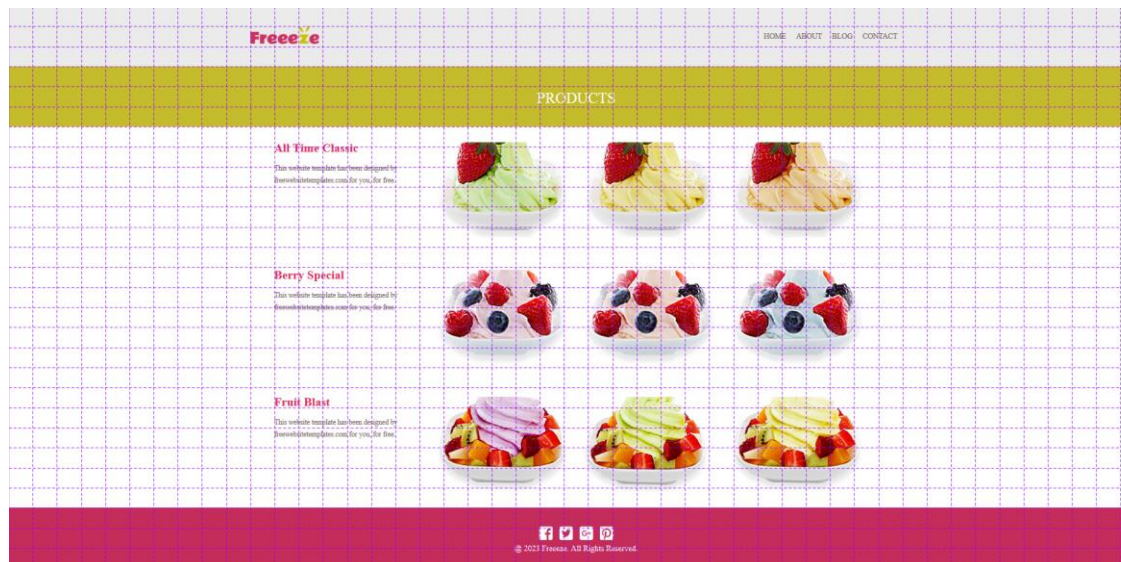 Freeeze
HOME ABOUT BLOG CONTACT
PRODUCTS
All Time Classic
This website template has been designed by
freewebsitetemplates.com for you, for free.
Berry Special
This website template has been designed by
freewebsitetemplates.com for you, for free.
Fruit Blast
This website template has been designed by
freewebsitetemplates.com for you, for free.
@ 2023 Freeeze. All Rights Reserved.